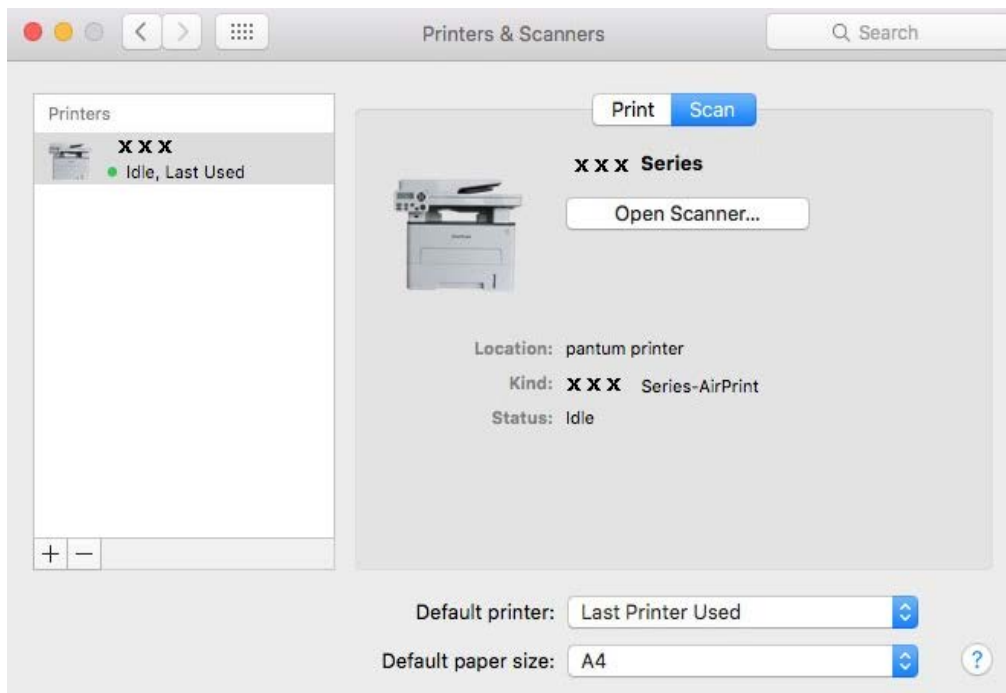 Printers & Scanners
Search
Printers
X X X
Idle, Last Used
Print
Scan
X X X Series
Open Scanner...
Location: pantum printer
Kind: X X X Series-AirPrint
Status: Idle
+ −
Default printer: Last Printer Used
Default paper size: A4
?